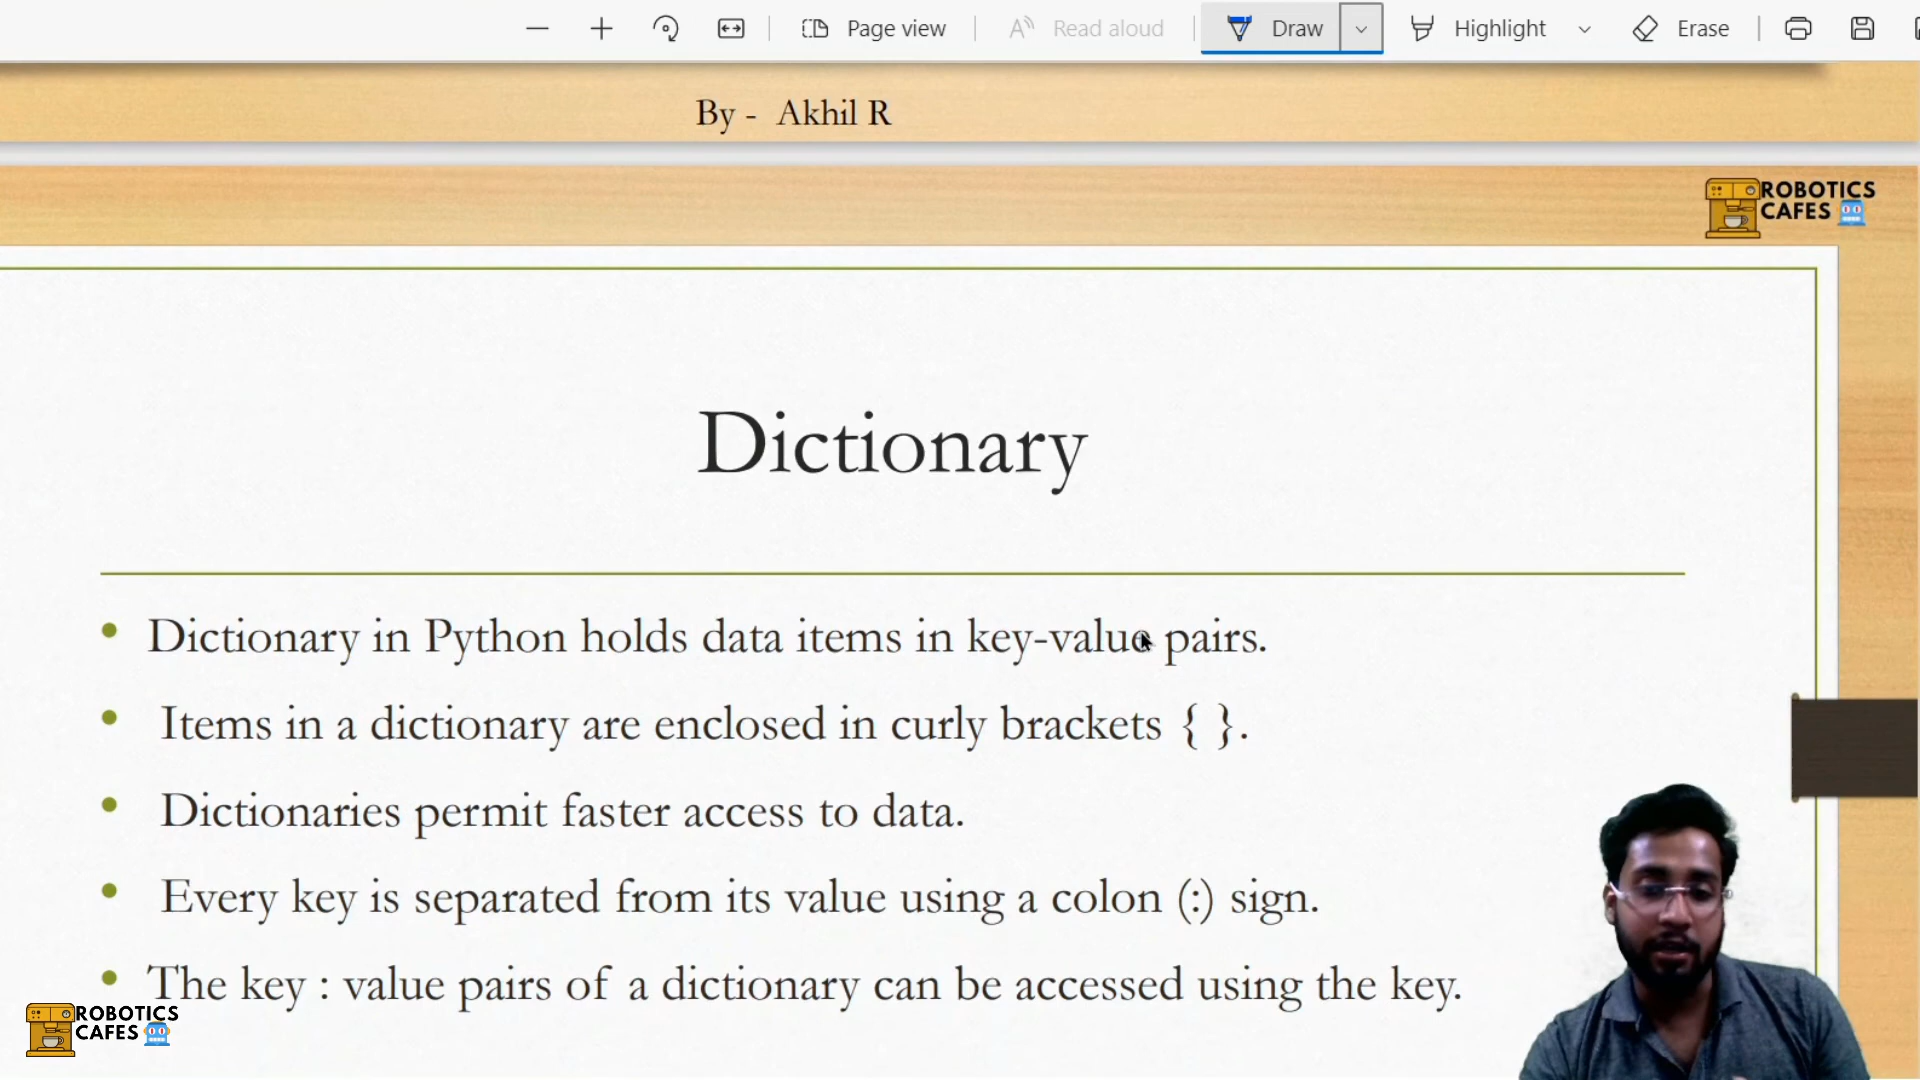 Page view
Read aloud
Draw
Highlight
Erase
By - Akhil R
ROBOTICS
CAFES
Dictionary
• Dictionary in Python holds data items in key-value pairs.
• Items in a dictionary are enclosed in curly brackets { }.
• Dictionaries permit faster access to data.
• Every key is separated from its value using a colon (:) sign.
• The key : value pairs of a dictionary can be accessed using the key.
ROBOTICS
CAFES